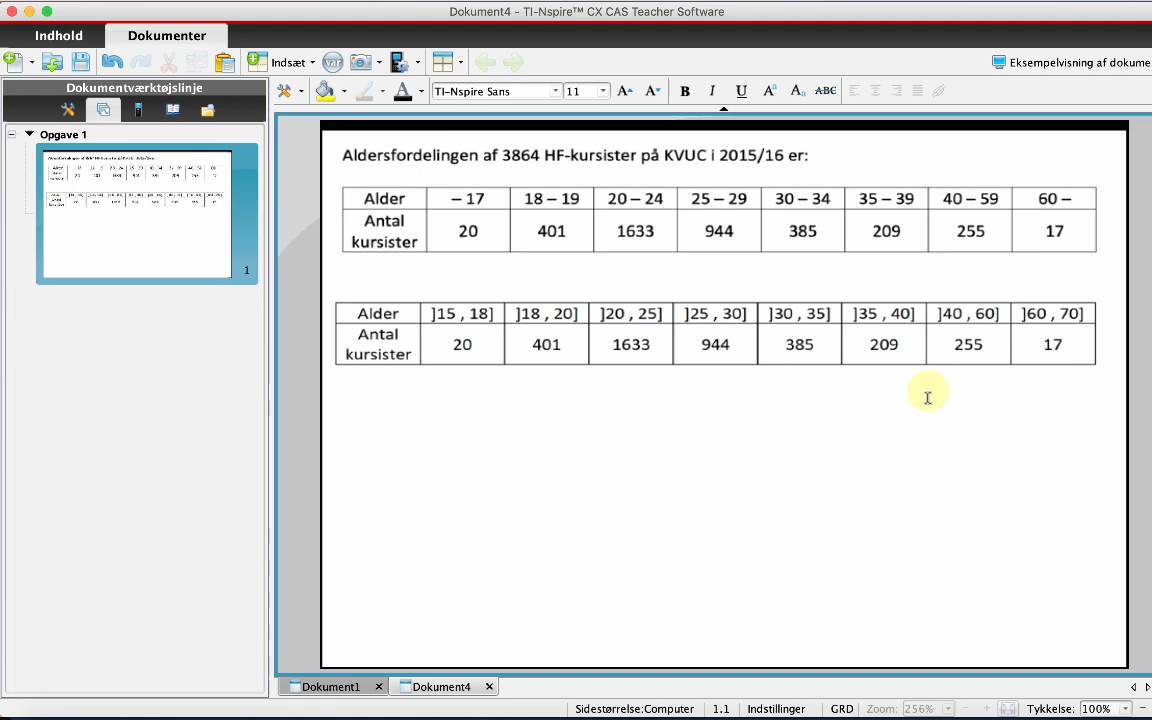 Dokument4 - TI-Nspire™ CX CAS Teacher Software
Indhold Dokumenter
Indsæt var Eksempelvisning af dokume
Dokumentværktøjslinje
TI-Nspire Sans 11 A A B I U A A ABC
Opgave 1
1
Aldersfordelingen af 3864 HF-kursister på KVUC i 2015/16 er:
Alder – 17 18 – 19 20 – 24 25 – 29 30 – 34 35 – 39 40 – 59 60 –
Antal kursister 20 401 1633 944 385 209 255 17
Alder ]15 , 18] ]18 , 20] ]20 , 25] ]25 , 30] ]30 , 35] ]35 , 40] ]40 , 60] ]60 , 70]
Antal kursister 20 401 1633 944 385 209 255 17
Dokument1 Dokument4
Sidestørrelse:Computer 1.1 Indstillinger GRD Zoom: 256% Tykkelse: 100%